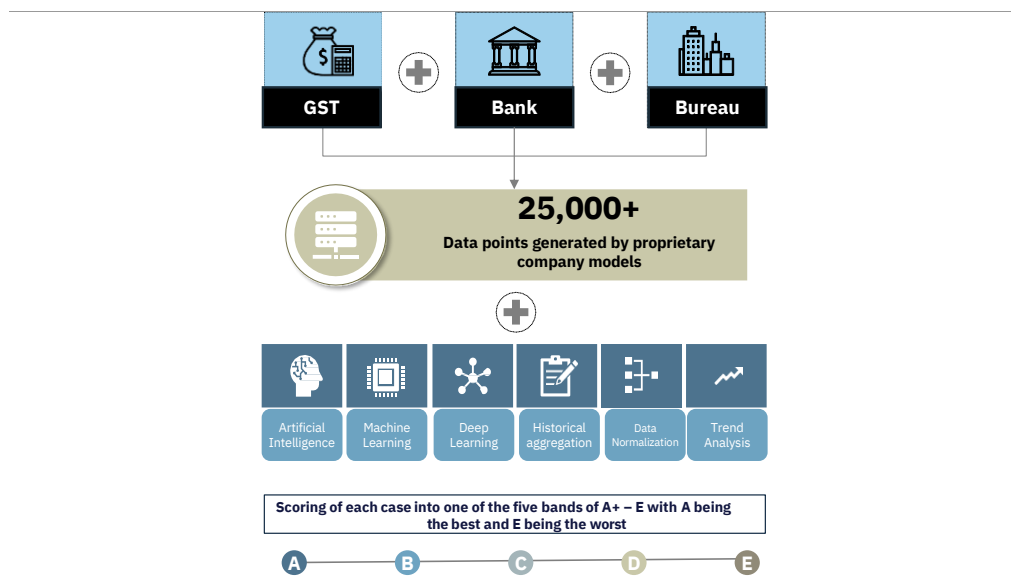 $
GST
Bank
Bureau
25,000+
Data points generated by proprietary
company models
Artificial
Intelligence
Machine
Learning
Deep
Learning
Historical
aggregation
Data
Normalization
Trend
Analysis
Scoring of each case into one of the five bands of A+ – E with A being
the best and E being the worst
A
B
C
D
E